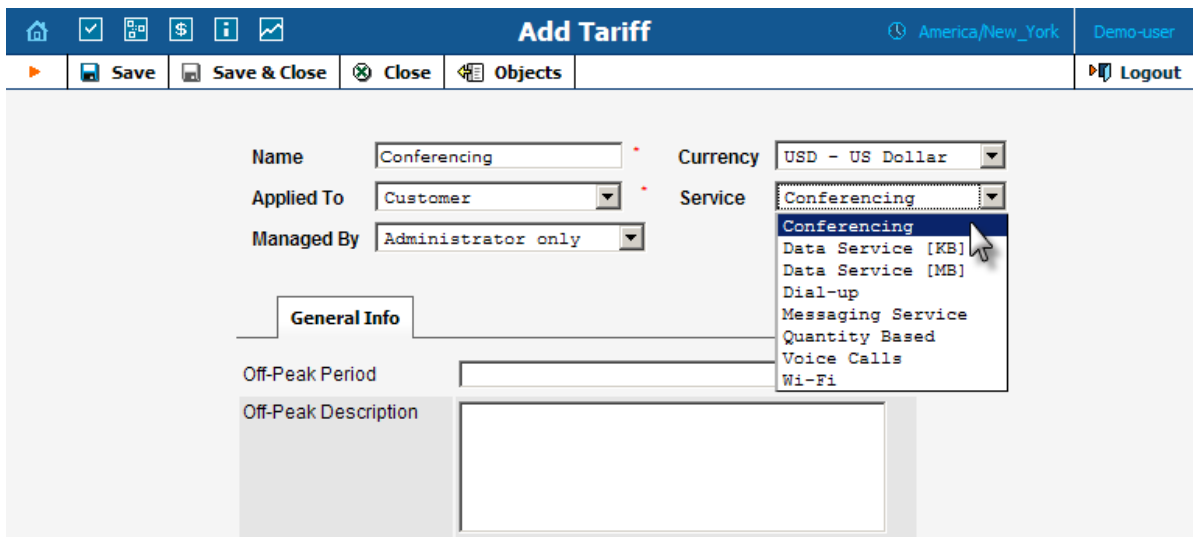 Add Tariff America/New_York Demo-user
Save Save & Close Close Objects Logout
Name Conferencing * Currency USD - US Dollar
Applied To Customer * Service Conferencing
Managed By Administrator only
Conferencing
Data Service [KB]
Data Service [MB]
Dial-up
Messaging Service
Quantity Based
Voice Calls
Wi-Fi
General Info
Off-Peak Period
Off-Peak Description